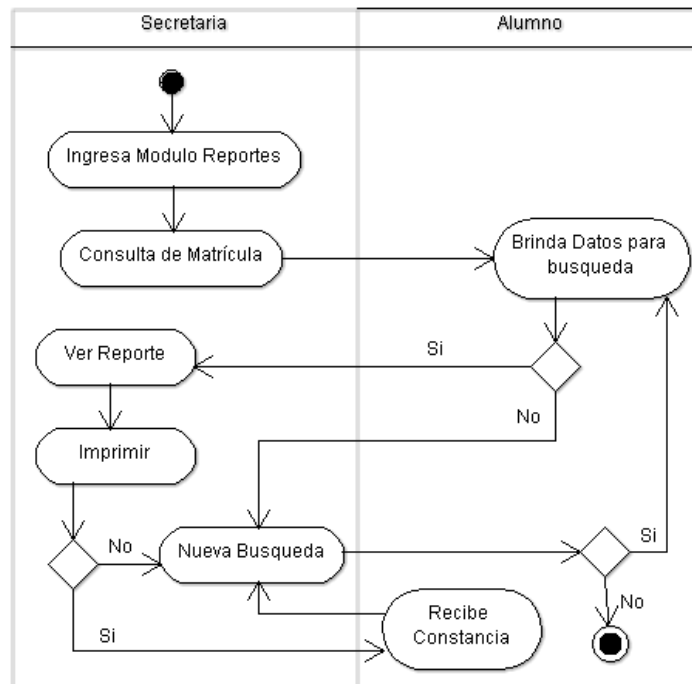 Secretaria
Alumno
Ingresa Modulo Reportes
Consulta de Matrícula
Brinda Datos para
busqueda
Ver Reporte
Si
No
Imprimir
No
Nueva Busqueda
Si
No
Recibe
Constancia
Si